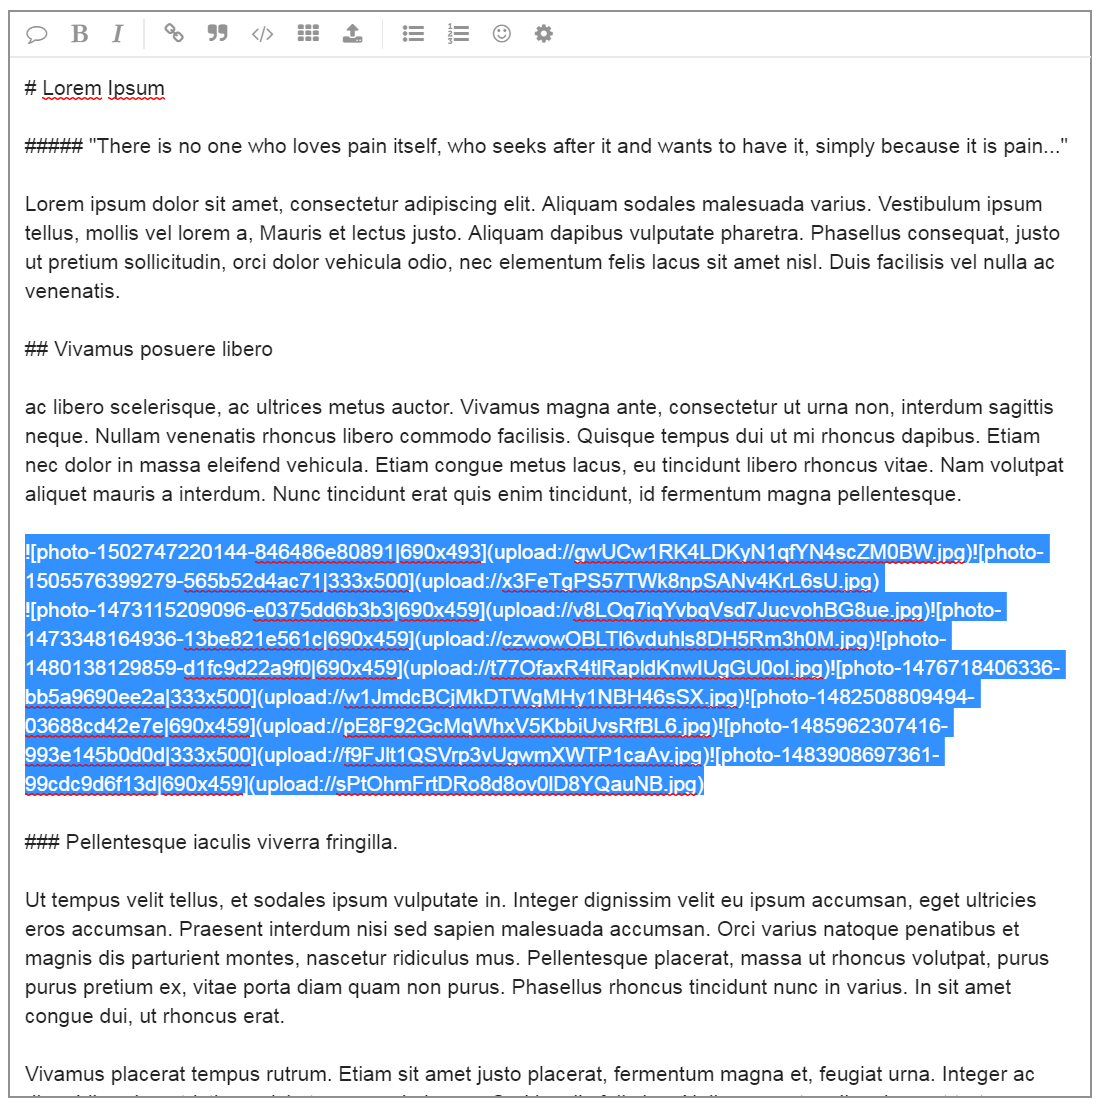 # Lorem Ipsum
##### "There is no one who loves pain itself, who seeks after it and wants to have it, simply because it is pain..."
Lorem ipsum dolor sit amet, consectetur adipiscing elit. Aliquam sodales malesuada varius. Vestibulum ipsum
tellus, mollis vel lorem a, Mauris et lectus justo. Aliquam dapibus vulputate pharetra. Phasellus consequat, justo
ut pretium sollicitudin, orci dolor vehicula odio, nec elementum felis lacus sit amet nisl. Duis facilisis vel nulla ac
venenatis.
## Vivamus posuere libero
ac libero scelerisque, ac ultrices metus auctor. Vivamus magna ante, consectetur ut urna non, interdum sagittis
neque. Nullam venenatis rhoncus libero commodo facilisis. Quisque tempus dui ut mi rhoncus dapibus. Etiam
nec dolor in massa eleifend vehicula. Etiam congue metus lacus, eu tincidunt libero rhoncus vitae. Nam volutpat
aliquet mauris a interdum. Nunc tincidunt erat quis enim tincidunt, id fermentum magna pellentesque.
![photo-1502747220144-846486e80891|690x493](upload://gwUCw1RK4LDKyN1qfYN4scZM0BW.jpg)![photo-
1505576399279-565b52d4ac71|333x500](upload://x3FeTgPS57TWk8npSANv4KrL6sU.jpg)
![photo-1473115209096-e0375dd6b3b3|690x459](upload://v8LOq7iqYvbqVsd7JucvohBG8ue.jpg)![photo-
1473348164936-13be821e561c|690x459](upload://czwowOBLTl6vduhls8DH5Rm3h0M.jpg)![photo-
1480138129859-d1fc9d22a9f0|690x459](upload://t77OfaxR4tlRapldKnwIUgGU0ol.jpg)![photo-1476718406336-
bb5a9690ee2a|333x500](upload://w1JmdcBCjMkDTWgMHy1NBH46sSX.jpg)![photo-1482508809494-
03688cd42e7e|690x459](upload://pE8F92GcMqWhxV5KbbiUvsRfBL6.jpg)![photo-1485962307416-
993e145b0d0d|333x500](upload://f9FJlt1QSVrp3vUgwmXWTP1caAv.jpg)![photo-1483908697361-
99cdc9d6f13d|690x459](upload://sPtOhmFrtDRo8d8ov0lD8YQauNB.jpg)
### Pellentesque iaculis viverra fringilla.
Ut tempus velit tellus, et sodales ipsum vulputate in. Integer dignissim velit eu ipsum accumsan, eget ultricies
eros accumsan. Praesent interdum nisi sed sapien malesuada accumsan. Orci varius natoque penatibus et
magnis dis parturient montes, nascetur ridiculus mus. Pellentesque placerat, massa ut rhoncus volutpat, purus
purus pretium ex, vitae porta diam quam non purus. Phasellus rhoncus tincidunt nunc in varius. In sit amet
congue dui, ut rhoncus erat.
Vivamus placerat tempus rutrum. Etiam sit amet justo placerat, fermentum magna et, feugiat urna. Integer ac